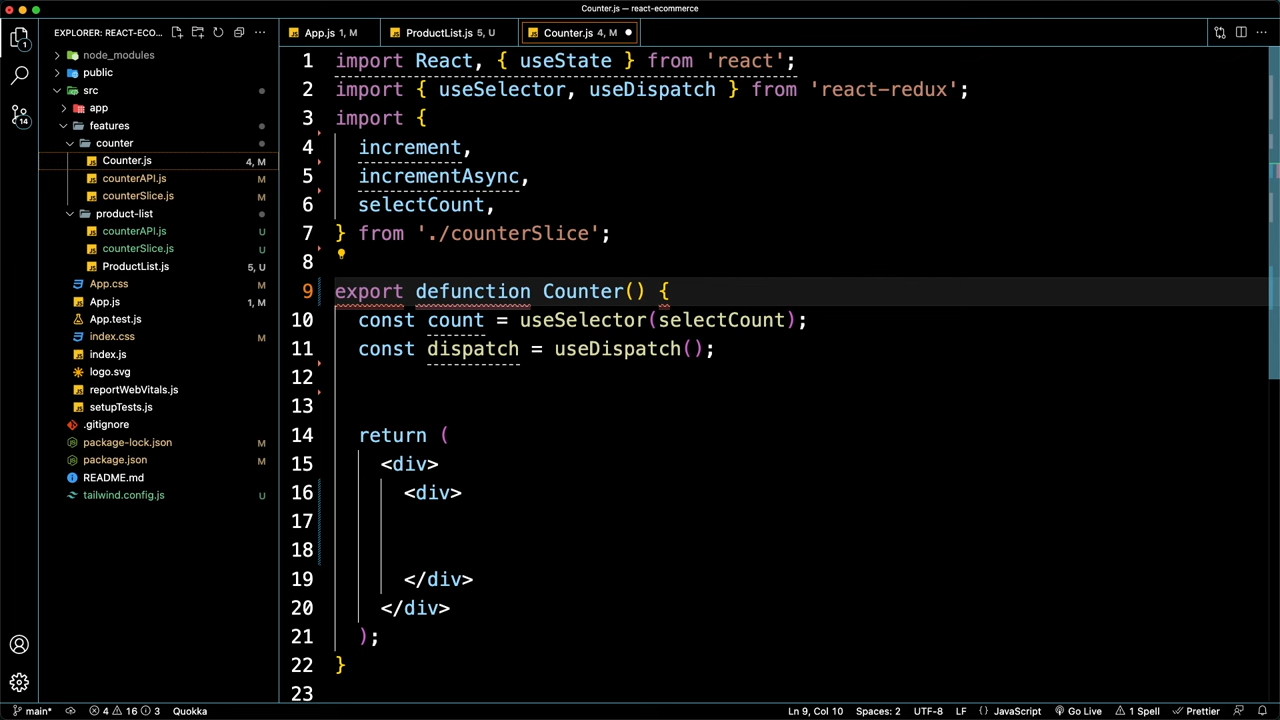 Counter.js — react-ecommerce
EXPLORER: REACT-ECO...
App.js 1, M
ProductList.js 5, U
Counter.js 4, M
node_modules
public
src
app
features
counter
Counter.js 4, M
counterAPI.js M
counterSlice.js M
product-list
counterAPI.js U
counterSlice.js U
ProductList.js 5, U
App.css M
App.js 1, M
App.test.js
index.css M
index.js
logo.svg
reportWebVitals.js
setupTests.js
.gitignore
package-lock.json M
package.json M
README.md
tailwind.config.js U
1
14
1 import React, { useState } from 'react';
2 import { useSelector, useDispatch } from 'react-redux';
3 import {
4 increment,
5 incrementAsync,
6 selectCount,
7 } from './counterSlice';
8
9 export defunction Counter() {
10 const count = useSelector(selectCount);
11 const dispatch = useDispatch();
12
13
14 return (
15 <div>
16 <div>
17
18
19 </div>
20 </div>
21 );
22 }
23
main* 4 16 3 Quokka Ln 9, Col 10 Spaces: 2 UTF-8 LF {} JavaScript Go Live 1 Spell Prettier